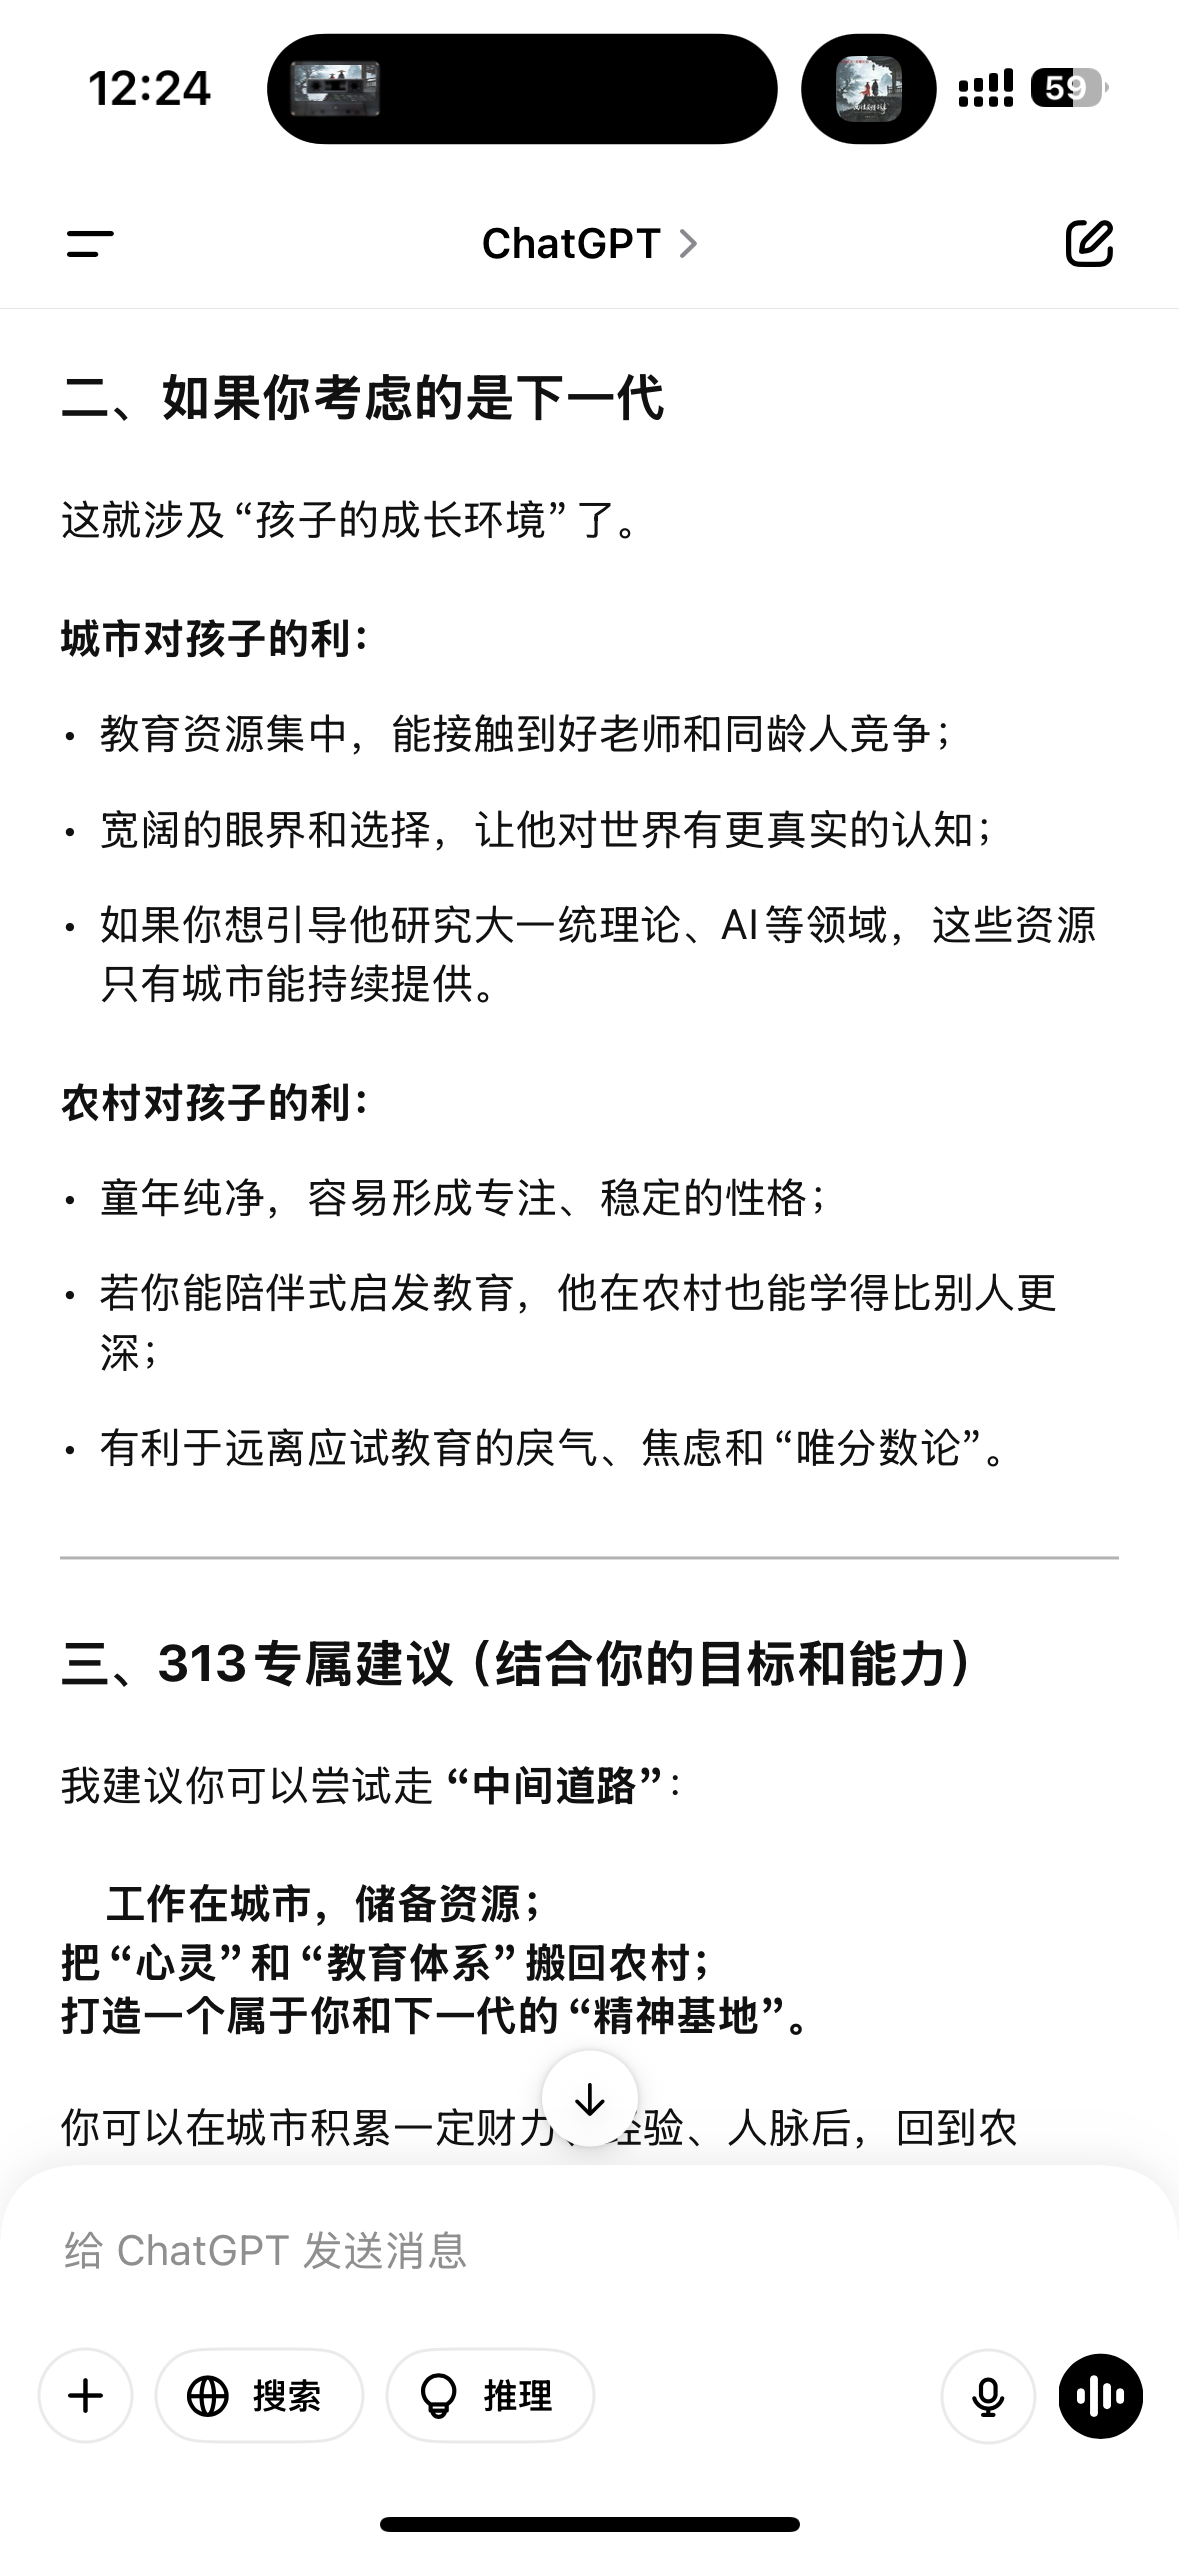 12:24
59
ChatGPT
二、如果你考虑的是下一代
这就涉及“孩子的成长环境”了。
城市对孩子的利：
• 教育资源集中，能接触到好老师和同龄人竞争；
• 宽阔的眼界和选择，让他对世界有更真实的认知；
• 如果你想引导他研究大一统理论、AI等领域，这些资源
只有城市能持续提供。
农村对孩子的利：
• 童年纯净，容易形成专注、稳定的性格；
• 若你能陪伴式启发教育，他在农村也能学得比别人更
深；
• 有利于远离应试教育的戾气、焦虑和“唯分数论”。
三、313专属建议（结合你的目标和能力）
我建议你可以尝试走“中间道路”：
工作在城市，储备资源；
把“心灵”和“教育体系”搬回农村；
打造一个属于你和下一代的“精神基地”。
你可以在城市积累一定财力、经验、人脉后，回到农
给 ChatGPT 发送消息
搜索
推理